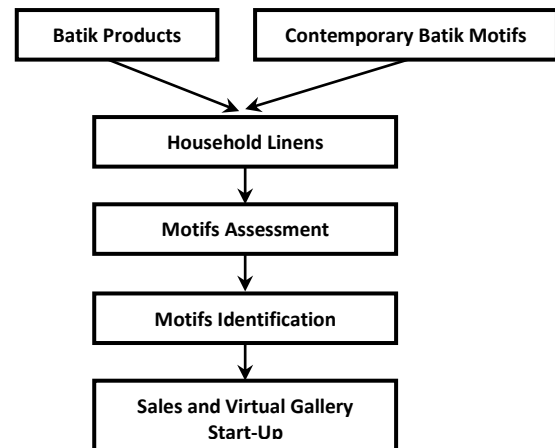 Batik Products
Contemporary Batik Motifs
Household Linens
Motifs Assessment
Motifs Identification
Sales and Virtual Gallery
Start-Up